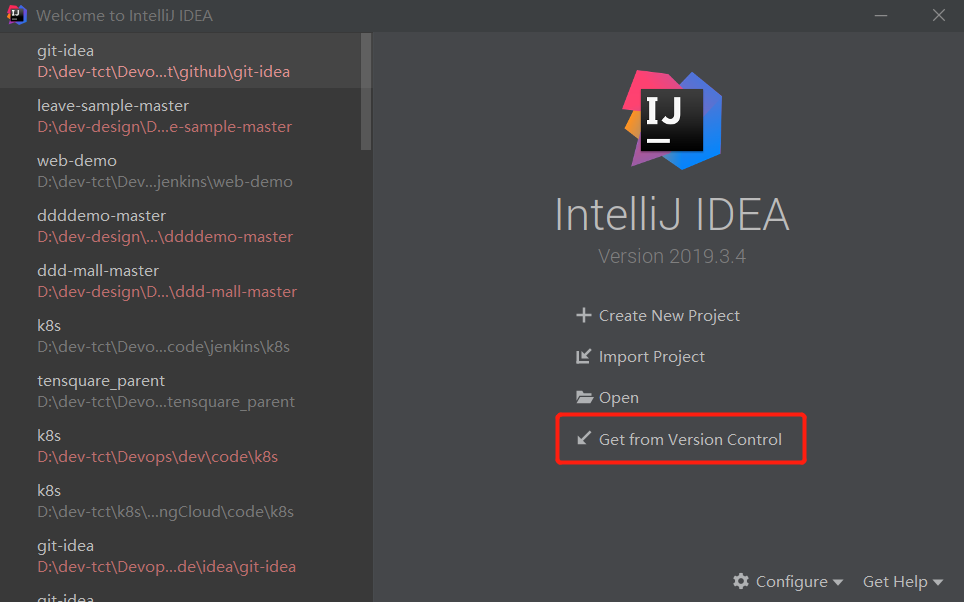 Welcome to IntelliJ IDEA
git-idea
D:\dev-tct\Devo...t\github\git-idea
leave-sample-master
D:\dev-design\D...e-sample-master
web-demo
D:\dev-tct\Dev...jenkins\web-demo
ddddemo-master
D:\dev-design\...\ddddemo-master
ddd-mall-master
D:\dev-design\D...\ddd-mall-master
k8s
D:\dev-tct\Devo...code\jenkins\k8s
tensquare_parent
D:\dev-tct\Devo...tensquare_parent
k8s
D:\dev-tct\Devops\dev\code\k8s
k8s
D:\dev-tct\k8s\...ngCloud\code\k8s
git-idea
D:\dev-tct\Devop...de\idea\git-idea
git-idea
IJ
IntelliJ IDEA
Version 2019.3.4
Create New Project
Import Project
Open
Get from Version Control
Configure
Get Help